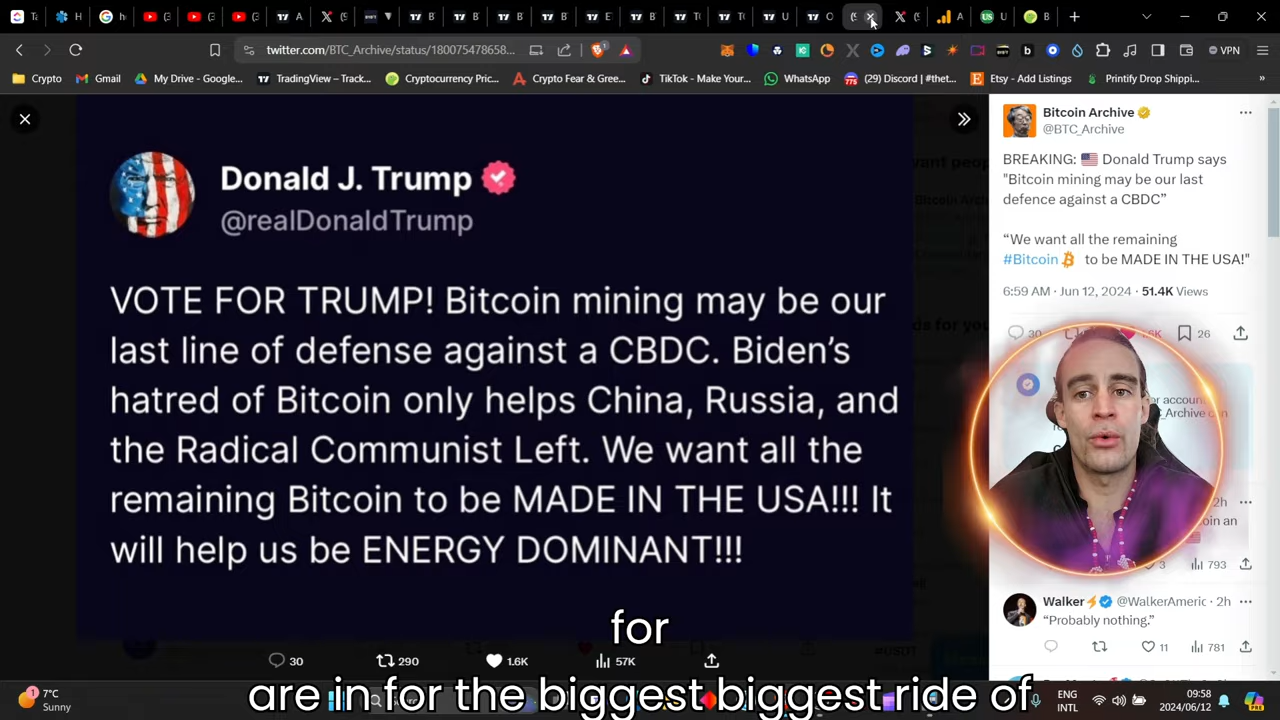 twitter.com/BTC_Archive/status/180075478658...
VPN
Crypto
Gmail
My Drive - Google...
TradingView – Track...
Cryptocurrency Pric...
Crypto Fear & Gree...
TikTok - Make Your...
WhatsApp
(29) Discord | #thet...
Etsy - Add Listings
Printify Drop Shippi...
Donald J. Trump
@realDonaldTrump
VOTE FOR TRUMP! Bitcoin mining may be our
last line of defense against a CBDC. Biden's
hatred of Bitcoin only helps China, Russia, and
the Radical Communist Left. We want all the
remaining Bitcoin to be MADE IN THE USA!!! It
will help us be ENERGY DOMINANT!!!
30
290
1.6K
57K
Bitcoin Archive
@BTC_Archive
BREAKING: 🇺🇸 Donald Trump says
"Bitcoin mining may be our last
defence against a CBDC”
“We want all the remaining
#Bitcoin to be MADE IN THE USA!"
6:59 AM · Jun 12, 2024 · 51.4K Views
30
26
2h
3
793
Walker⚡ @WalkerAmeric · 2h
“Probably nothing.”
11
781
for
are in for the biggest biggest ride of
7°C
Sunny
ENG
INTL
09:58
2024/06/12